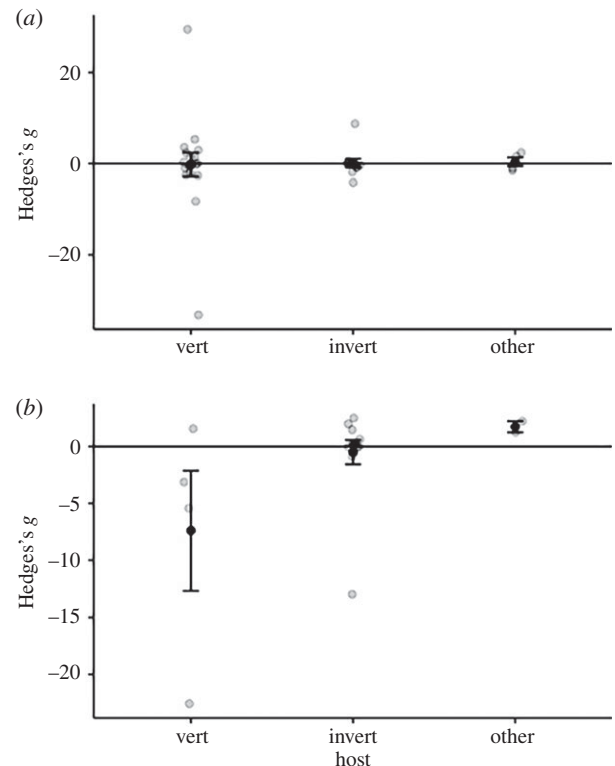 (a)
20
0
–20
Hedges's g
vert
invert
other
(b)
0
–5
–10
–15
–20
Hedges's g
vert
invert
other
host